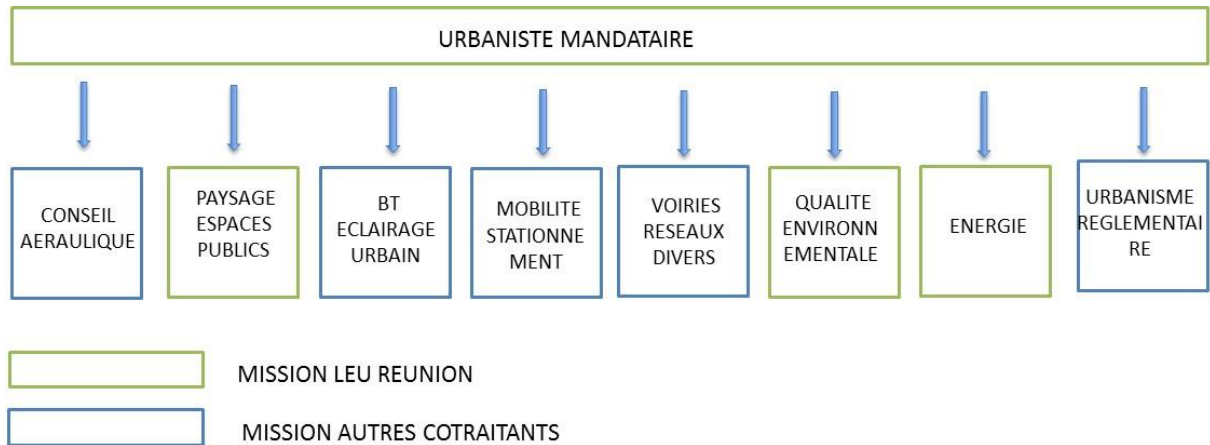 URBANISTE MANDATAIRE
CONSEIL
AERAULIQUE
PAYSAGE
ESPACES
PUBLICS
BT
ECLAIRAGE
URBAIN
MOBILITE
STATIONNE
MENT
VOIRIES
RESEAUX
DIVERS
QUALITE
ENVIRONN
EMENTALE
ENERGIE
URBANISME
REGLEMENTAI
RE
MISSION LEU REUNION
MISSION AUTRES COTRAITANTS